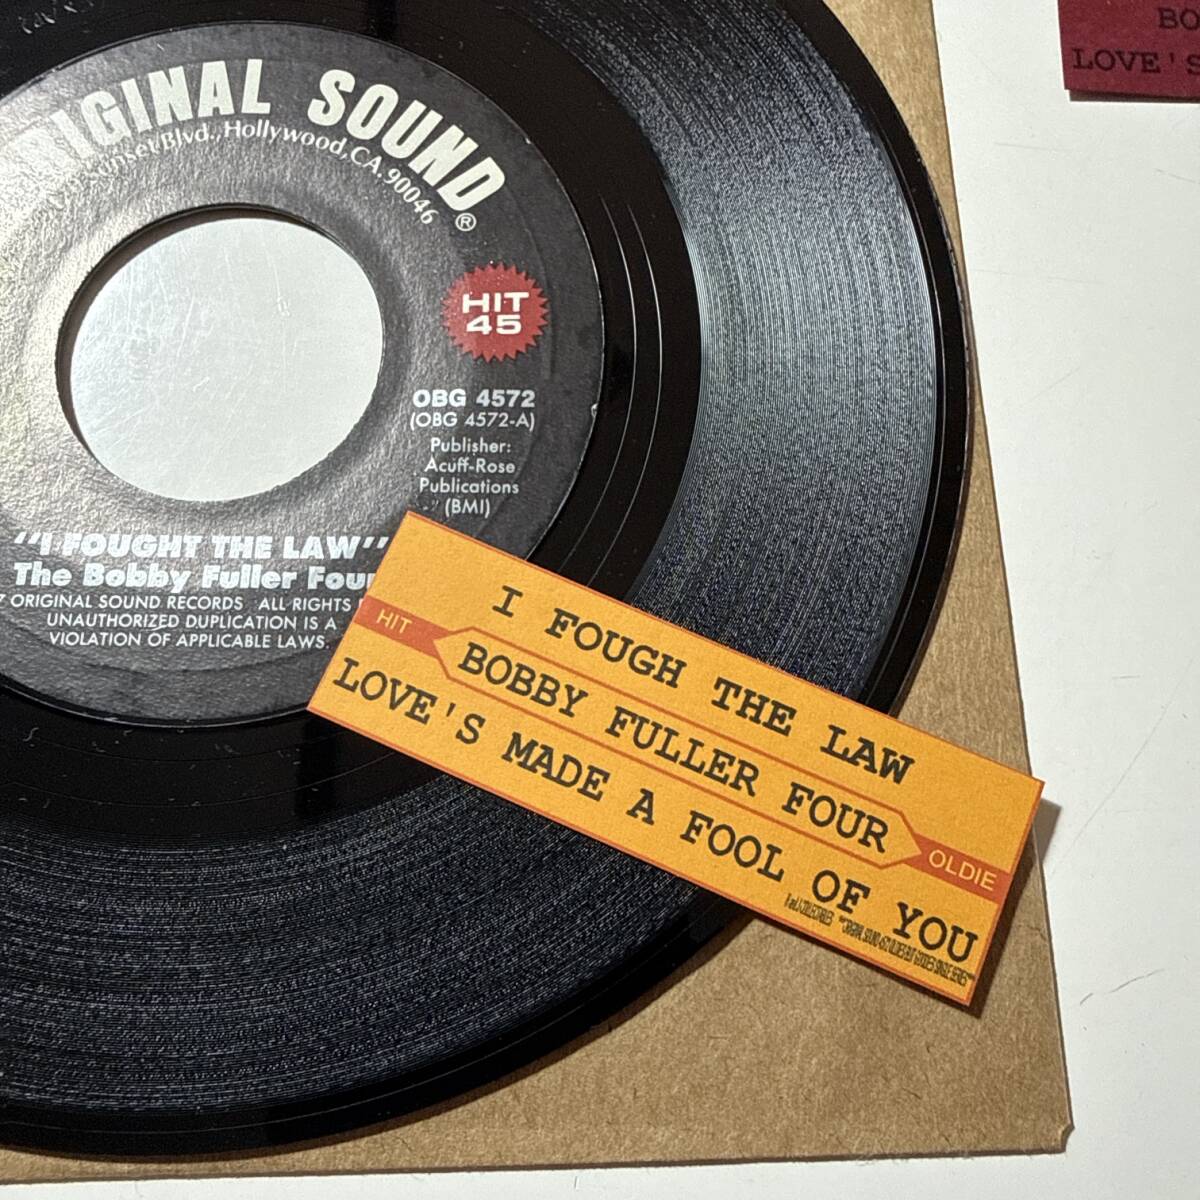 ORIGINAL SOUND®
Sunset Blvd., Hollywood, CA. 90046
HIT
45
OBG 4572
(OBG 4572-A)
Publisher:
Acuff-Rose
Publications
(BMI)
"I FOUGHT THE LAW"
The Bobby Fuller Four
ORIGINAL SOUND RECORDS ALL RIGHTS
UNAUTHORIZED DUPLICATION IS A
VIOLATION OF APPLICABLE LAWS.
I FOUGH THE LAW
HIT
BOBBY FULLER FOUR
OLDIE
LOVE'S MADE A FOOL OF YOU
BO
LOVE'S